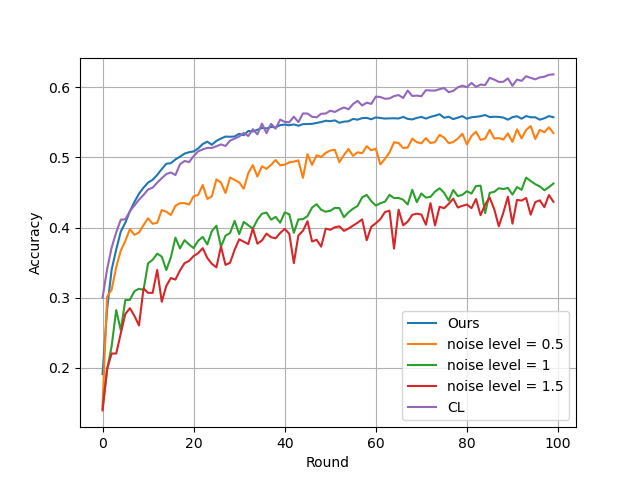 0.6
0.5
0.4
0.3
0.2
Accuracy
0
20
40
60
80
100
Round
Ours
noise level = 0.5
noise level = 1
noise level = 1.5
CL